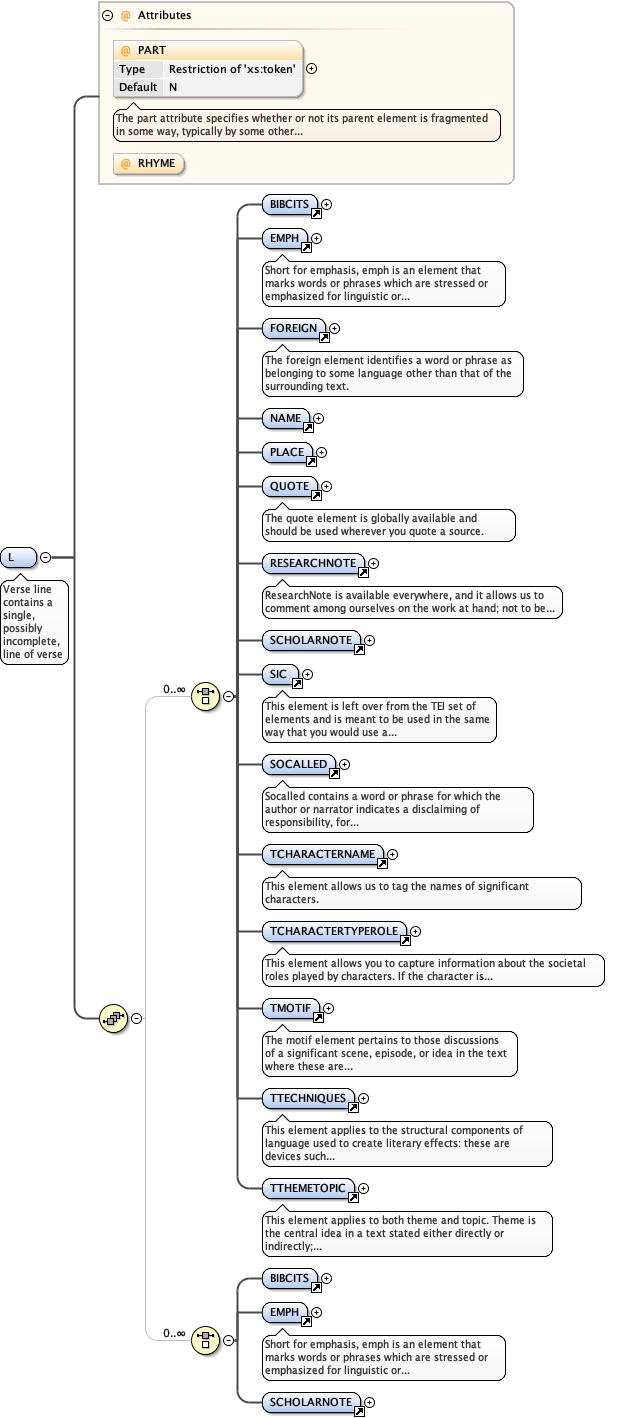 @ Attributes
@ PART
Type Restriction of 'xs:token'
Default N
The part attribute specifies whether or not its parent element is fragmented
in some way, typically by some other...
@ RHYME
BIBCITS
EMPH
Short for emphasis, emph is an element that
marks words or phrases which are stressed or
emphasized for linguistic or...
FOREIGN
The foreign element identifies a word or phrase as
belonging to some language other than that of the
surrounding text.
NAME
PLACE
QUOTE
The quote element is globally available and
should be used wherever you quote a source.
L
Verse line
contains a
single,
possibly
incomplete,
line of verse
RESEARCHNOTE
ResearchNote is available everywhere, and it allows us to
comment among ourselves on the work at hand; not to be...
SCHOLARNOTE
0..∞
SIC
This element is left over from the TEI set of
elements and is meant to be used in the same
way that you would use a...
SOCALLED
Socalled contains a word or phrase for which the
author or narrator indicates a disclaiming of
responsibility, for...
TCHARACTERNAME
This element allows us to tag the names of significant
characters.
TCHARACTERTYPEROLE
This element allows you to capture information about the societal
roles played by characters. If the character is...
TMOTIF
The motif element pertains to those discussions
of a significant scene, episode, or idea in the text
where these are...
TTECHNIQUES
This element applies to the structural components of
language used to create literary effects: these are
devices such...
TTHEMETOPIC
This element applies to both theme and topic. Theme is
the central idea in a text stated either directly or
indirectly;...
BIBCITS
EMPH
0..∞
Short for emphasis, emph is an element that
marks words or phrases which are stressed or
emphasized for linguistic or...
SCHOLARNOTE